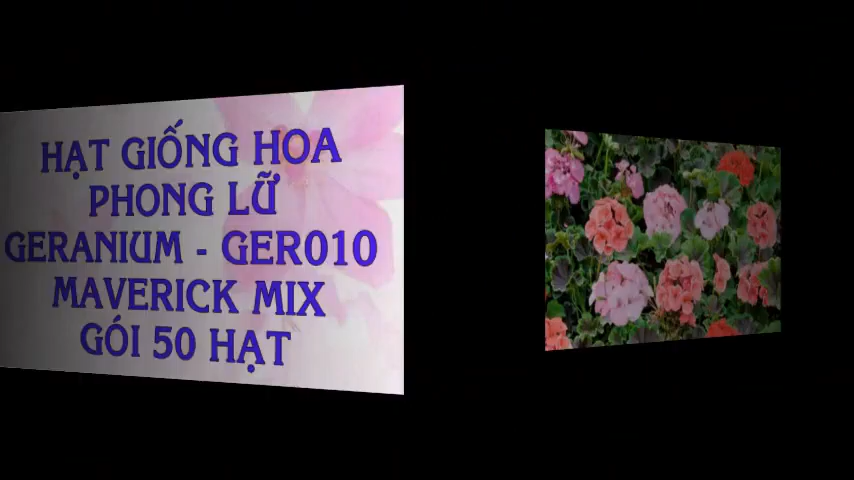 HẠT GIỐNG HOA
PHONG LỮ
GERANIUM - GER010
MAVERICK MIX
GÓI 50 HẠT